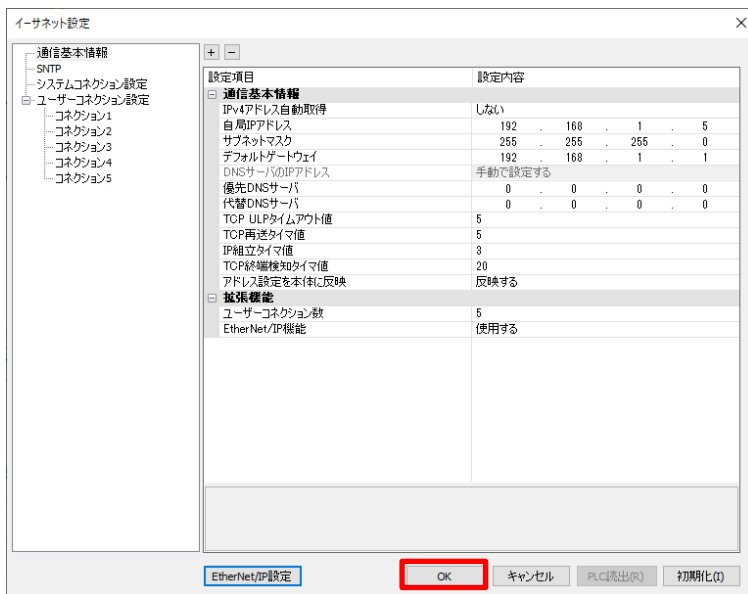 イーサネット設定
通信基本情報
SNTP
システムコネクション設定
ユーザーコネクション設定
コネクション1
コネクション2
コネクション3
コネクション4
コネクション5
設定項目 設定内容
通信基本情報
IPv4アドレス自動取得 しない
自局IPアドレス 192 . 168 . 1 . 5
サブネットマスク 255 . 255 . 255 . 0
デフォルトゲートウェイ 192 . 168 . 1 . 1
DNSサーバのIPアドレス 手動で設定する
優先DNSサーバ 0 . 0 . 0 . 0
代替DNSサーバ 0 . 0 . 0 . 0
TCP ULPタイムアウト値 5
TCP再送タイマ値 5
IP組立タイマ値 3
TCP終端検知タイマ値 20
アドレス設定を本体に反映 反映する
拡張機能
ユーザーコネクション数 5
EtherNet/IP機能 使用する
EtherNet/IP設定 OK キャンセル PLC読出(R) 初期化(I)